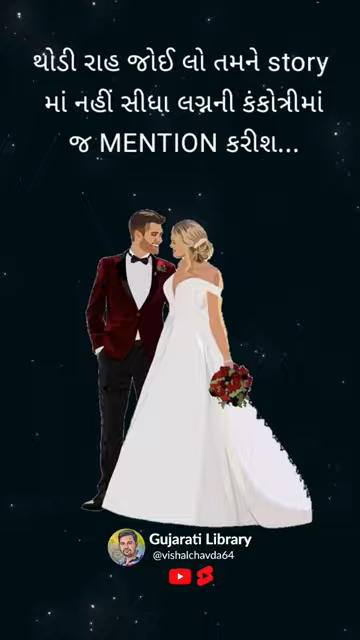 થોડી રાહ જોઈ લો તમને story
માં નહીં સીધા લગ્નની કંકોત્રીમાં
જ MENTION કરીશ...
Gujarati Library
@vishalchavda64